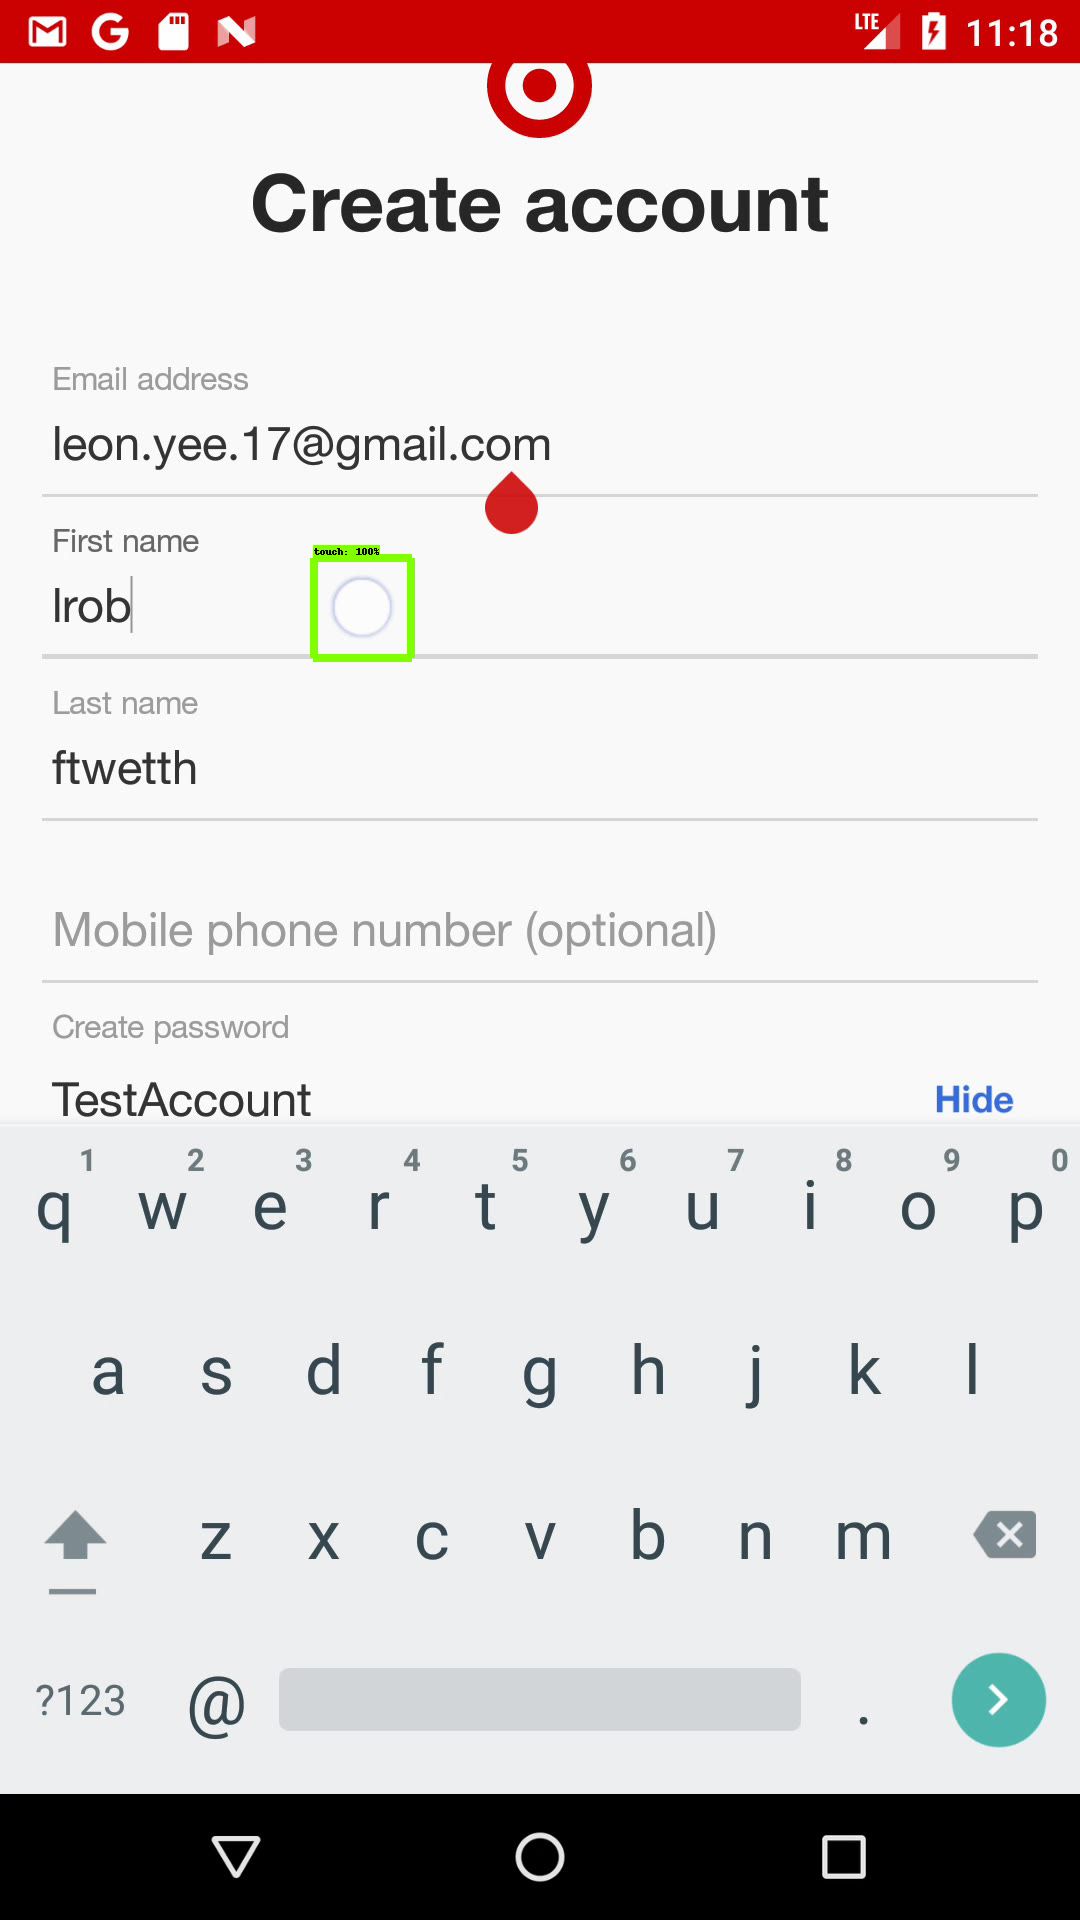 LTE 11:18
Create account
Email address
leon.yee.17@gmail.com
First name
touch: 100%
lrob
Last name
ftwetth
Mobile phone number (optional)
Create password
TestAccount Hide
1 2 3 4 5 6 7 8 9 0
q w e r t y u i o p
a s d f g h j k l
z x c v b n m
?123 @ .